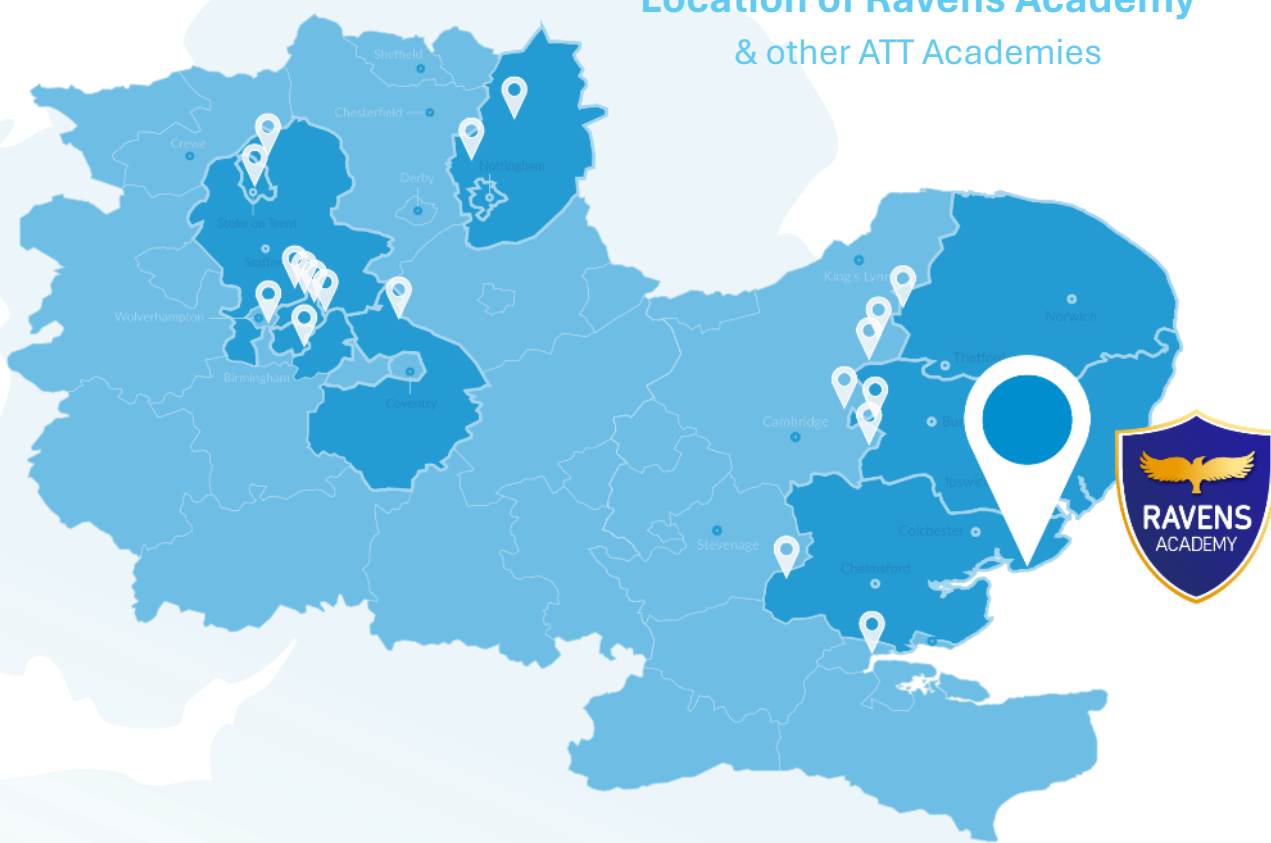 Location of Ravens Academy
& other ATT Academies
Sheffield
Chesterfield
Crewe
Nottingham
Derby
Stoke on Trent
King's Lynn
Wolverhampton
Norwich
Thetford
Birmingham
Coventry
Cambridge
Colchester
Stevenage
Chelmsford
RAVENS
ACADEMY